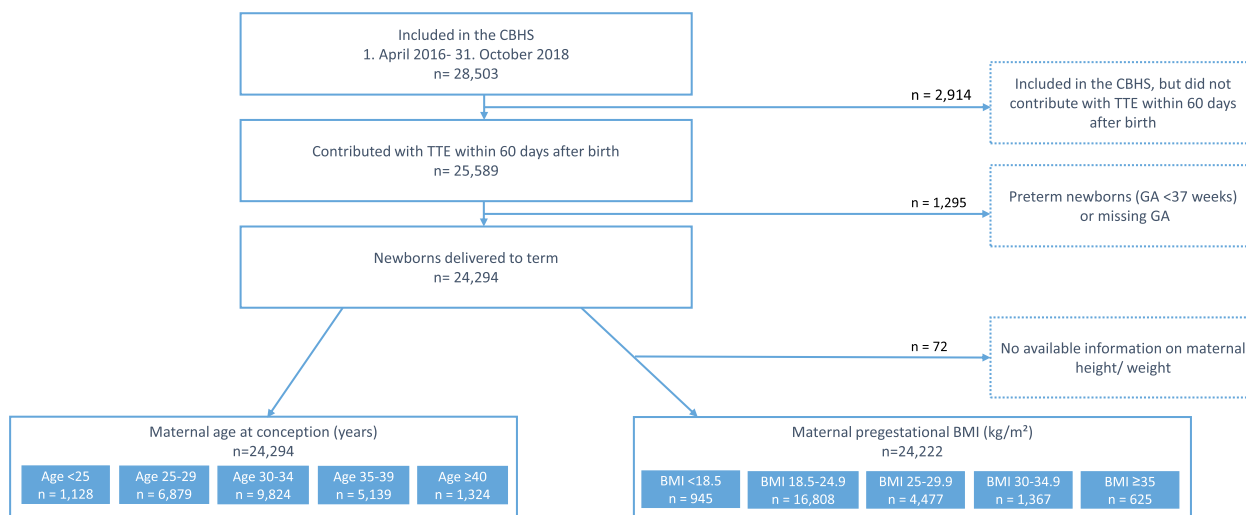 Included in the CBHS
1. April 2016- 31. October 2018
n= 28,503
n = 2,914
Included in the CBHS, but did not
contribute with TTE within 60 days
after birth
Contributed with TTE within 60 days after birth
n= 25,589
n = 1,295
Preterm newborns (GA <37 weeks)
or missing GA
Newborns delivered to term
n= 24,294
n = 72
No available information on maternal
height/ weight
Maternal age at conception (years)
n=24,294
Age <25
n = 1,128
Age 25-29
n = 6,879
Age 30-34
n = 9,824
Age 35-39
n = 5,139
Age ≥40
n = 1,324
Maternal pregestational BMI (kg/m²)
n=24,222
BMI <18.5
n = 945
BMI 18.5-24.9
n = 16,808
BMI 25-29.9
n = 4,477
BMI 30-34.9
n = 1,367
BMI ≥35
n = 625